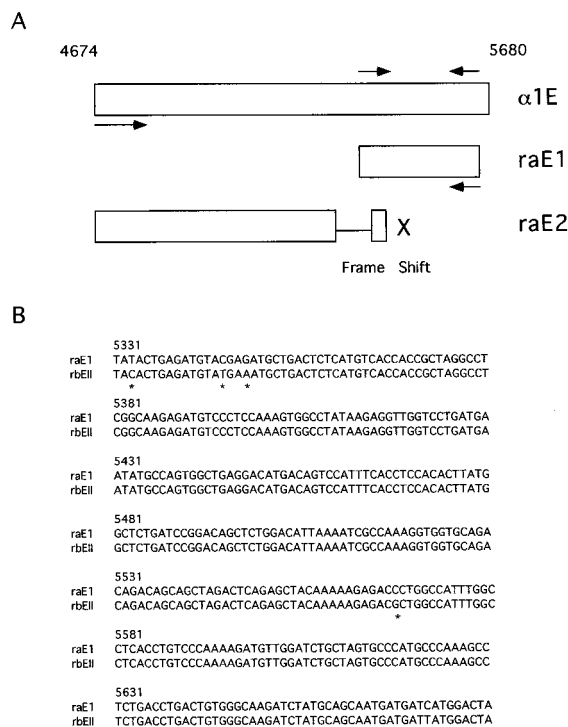 A
4674 5680
α1E
raE1
raE2
X
Frame Shift
B
5331
raE1 TATACTGAGATGTACGAGATGCTGACTCTCATGTCACCACCGCTAGGCCT
rbEII TACACTGAGATGTATGAAATGCTGACTCTCATGTCACCACCGCTAGGCCT
* * *
5381
raE1 CGGCAAGAGATGTCCCTCCAAAGTGGCCTATAAGAGGTTGGTCCTGATGA
rbEII CGGCAAGAGATGTCCCTCCAAAGTGGCCTATAAGAGGTTGGTCCTGATGA
5431
raE1 ATATGCCAGTGGCTGAGGACATGACAGTCCATTTCACCTCCACACTTATG
rbEII ATATGCCAGTGGCTGAGGACATGACAGTCCATTTCACCTCCACACTTATG
5481
raE1 GCTCTGATCCGGACAGCTCTGGACATTAAAATCGCCAAAGGTGGTGCAGA
rbEII GCTCTGATCCGGACAGCTCTGGACATTAAAATCGCCAAAGGTGGTGCAGA
5531
raE1 CAGACAGCAGCTAGACTCAGAGCTACAAAAAGAGACCCTGGCCATTTGGC
rbEII CAGACAGCAGCTAGACTCAGAGCTACAAAAAGAGACGCTGGCCATTTGGC
*
5581
raE1 CTCACCTGTCCCAAAAGATGTTGGATCTGCTAGTGCCCATGCCCAAAGCC
rbEII CTCACCTGTCCCAAAAGATGTTGGATCTGCTAGTGCCCATGCCCAAAGCC
5631
raE1 TCTGACCTGACTGTGGGCAAGATCTATGCAGCAATGATGATCATGGACTA
rbEII TCTGACCTGACTGTGGGCAAGATCTATGCAGCAATGATGATTATGGACTA